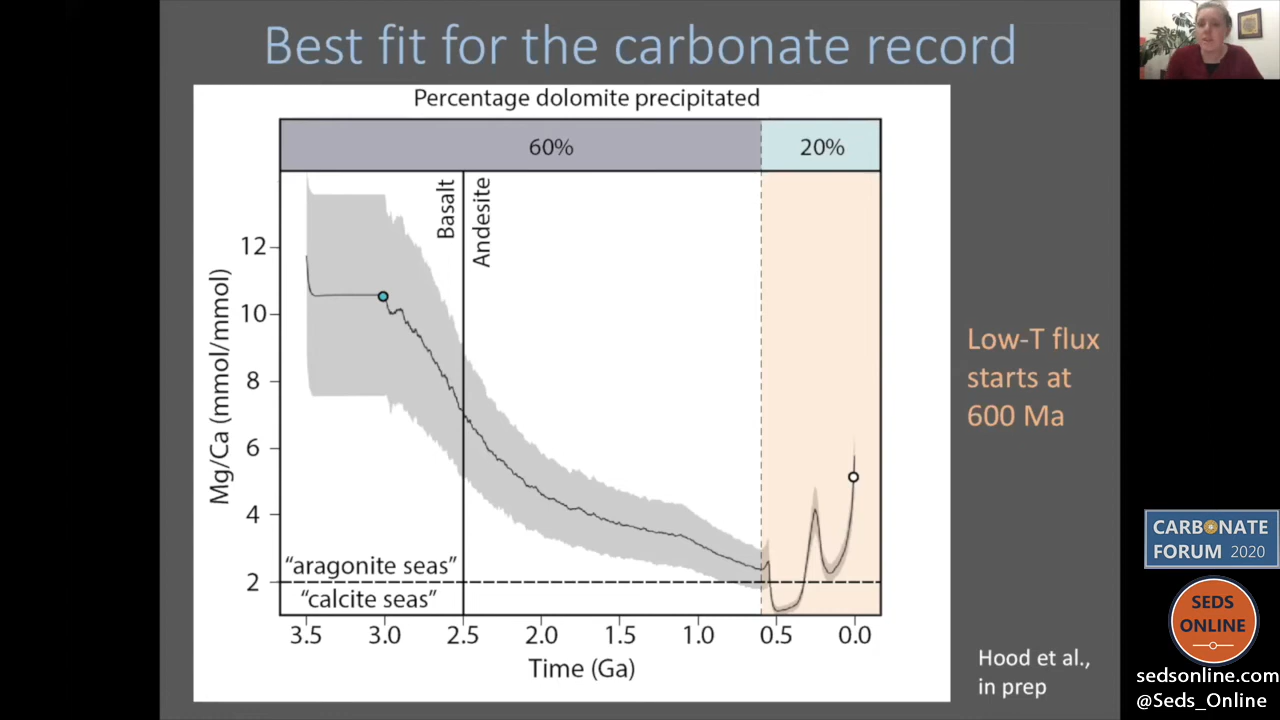 Best fit for the carbonate record
Percentage dolomite precipitated
60%
20%
Basalt
Andesite
Mg/Ca (mmol/mmol)
12
10
8
6
4
2
“aragonite seas”
“calcite seas”
3.5 3.0 2.5 2.0 1.5 1.0 0.5 0.0
Time (Ga)
Low-T flux
starts at
600 Ma
Hood et al.,
in prep
CARBONATE
FORUM 2020
SEDS
ONLINE
sedsonline.com
@Seds_Online